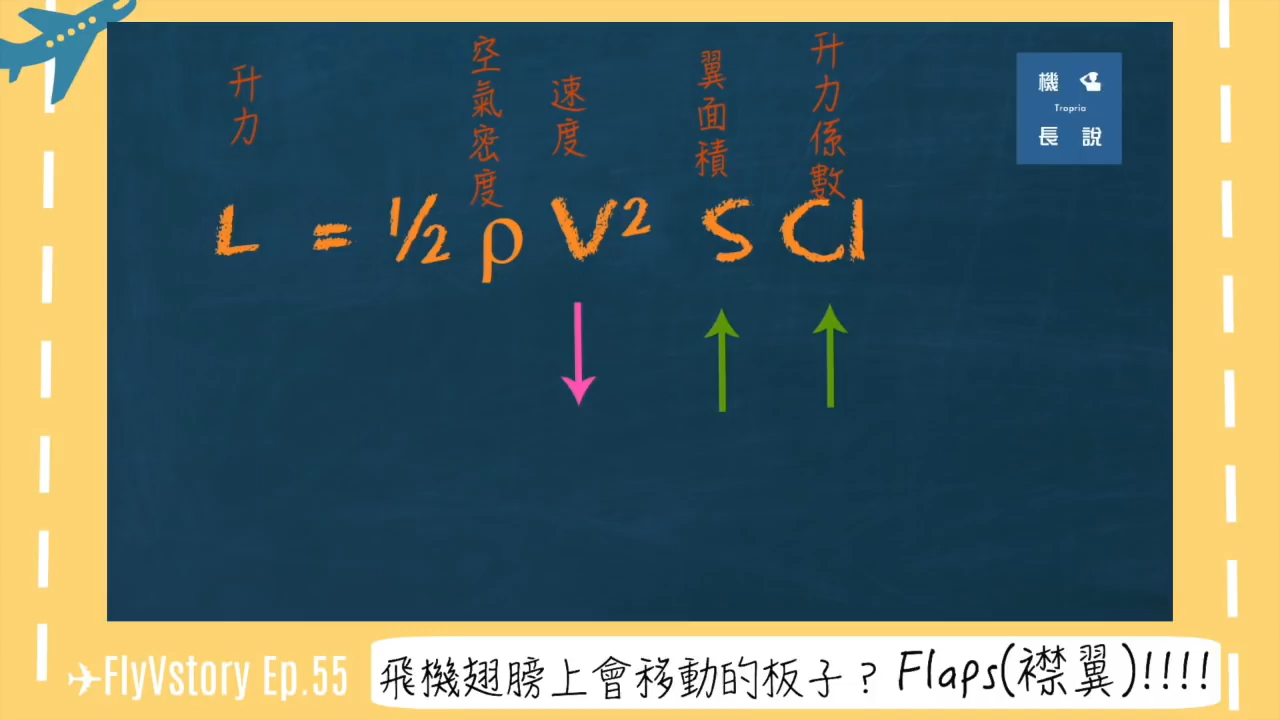 升力
空氣密度
速度
翼面積
升力係數
機長說
Tropria
L = ½ ρ V² S Cl
FlyVstory Ep.55
飛機翅膀上會移動的板子？Flaps(襟翼)!!!!